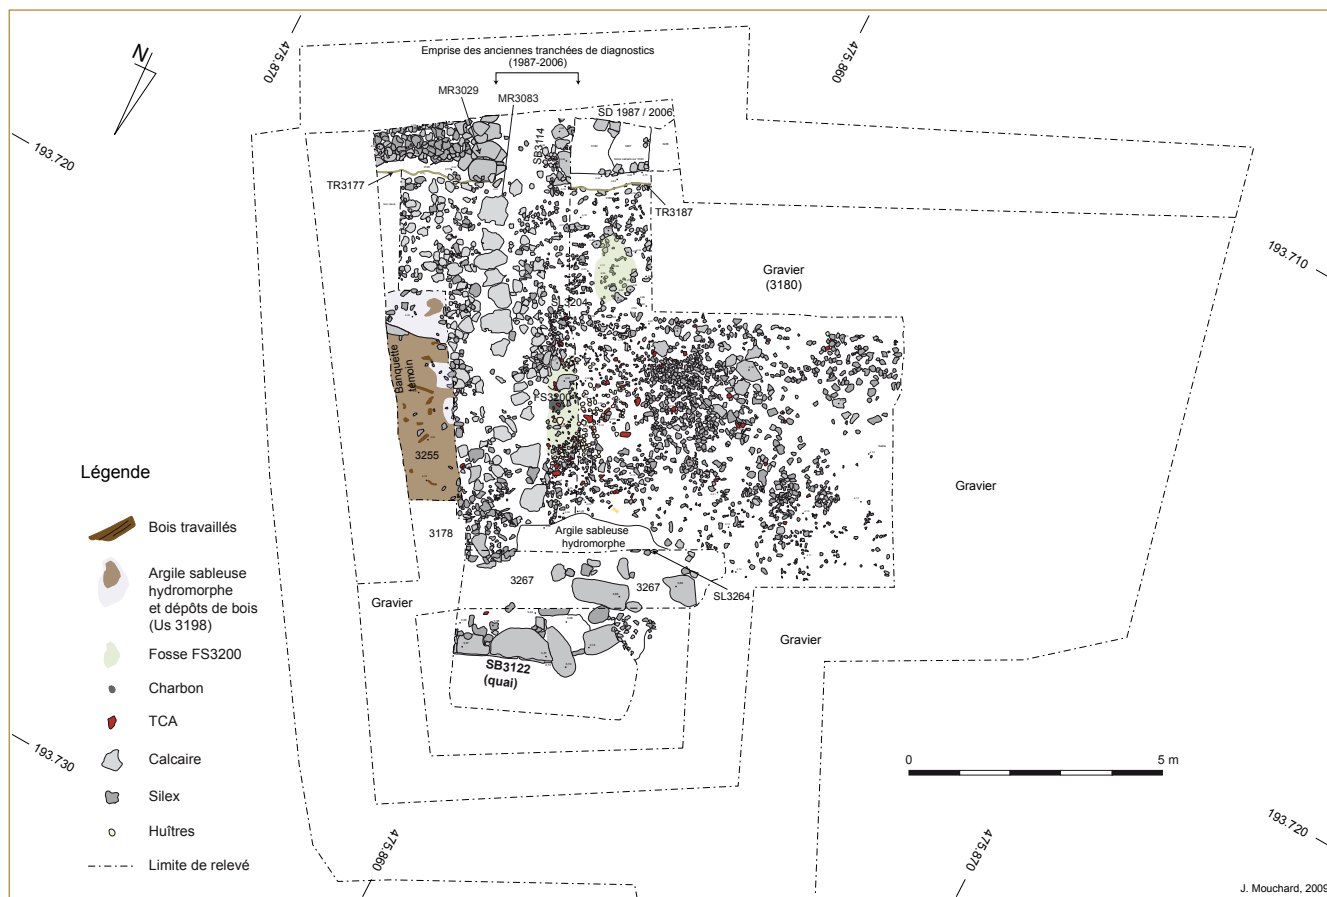 N
475.870
475.860
Emprise des anciennes tranchées de diagnostics
(1987-2006)
MR3029
MR3083
SD 1987 / 2006
SB3114
193.720
TR3177
TR3187
193.710
Gravier
(3180)
SL3204
Banquette
témoin
FS3200
3255
Légende
Gravier
Bois travaillés
3178
Argile sableuse
hydromorphe
Argile sableuse
hydromorphe
et dépôts de bois
(Us 3198)
3267
3267
SL3264
Gravier
Gravier
Fosse FS3200
SB3122
(quai)
Charbon
TCA
193.730
Calcaire
0
5 m
Silex
Huîtres
193.720
475.860
475.870
Limite de relevé
J. Mouchard, 2009